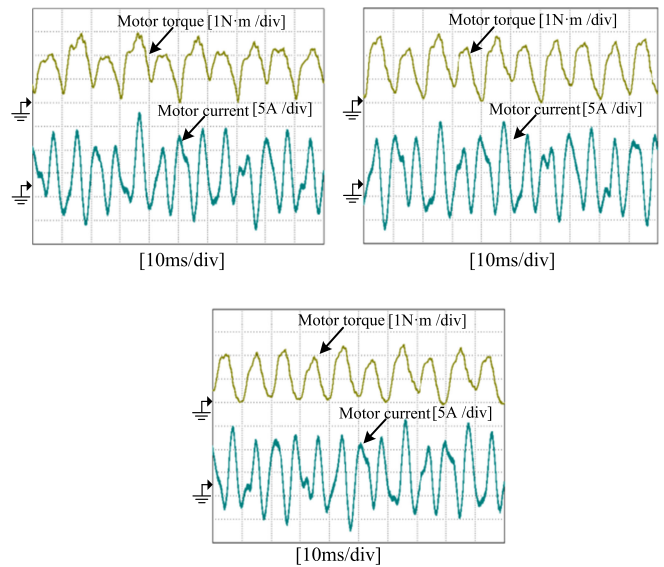 Motor torque [1N·m /div]
Motor current [5A /div]
[10ms/div]
Motor torque [1N·m /div]
Motor current [5A /div]
[10ms/div]
Motor torque [1N·m /div]
Motor current [5A /div]
[10ms/div]